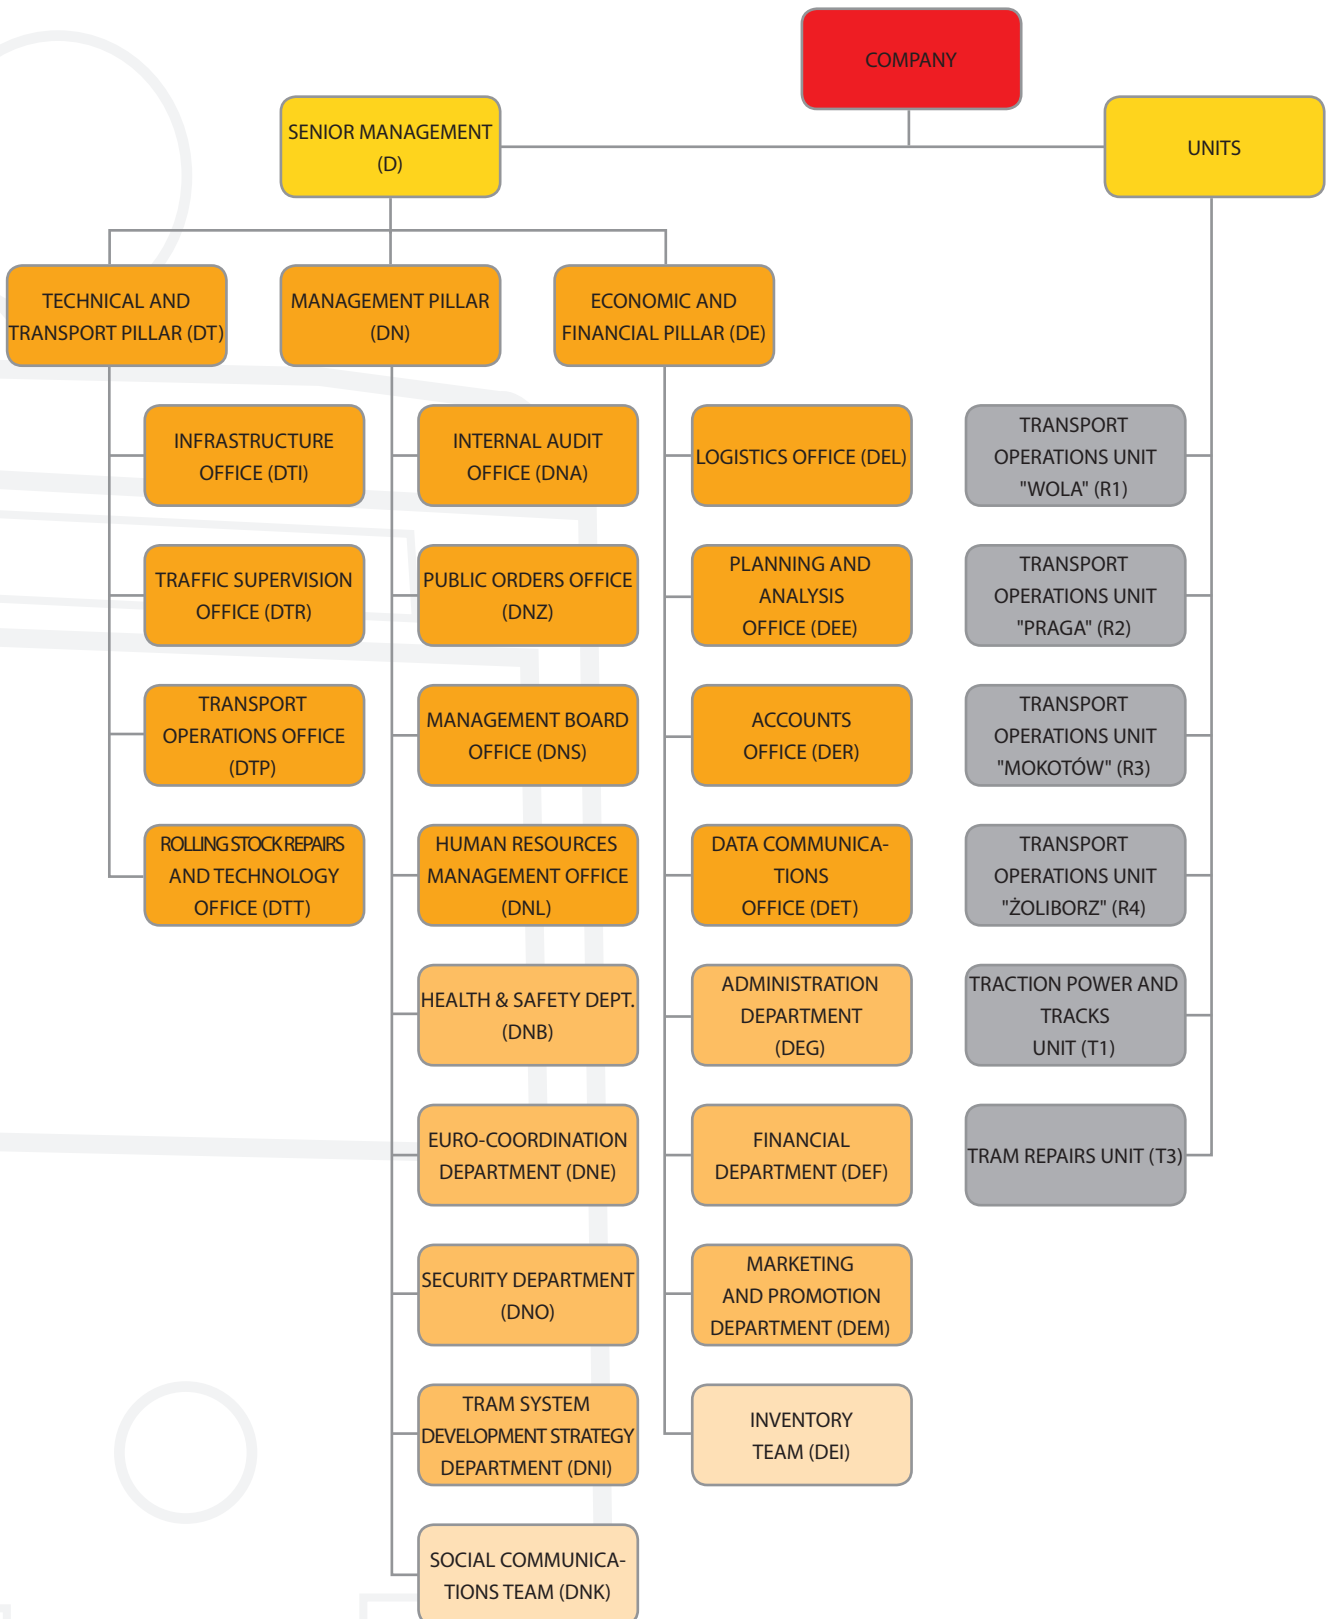 COMPANY
SENIOR MANAGEMENT
(D)
UNITS
TECHNICAL AND
TRANSPORT PILLAR (DT)
MANAGEMENT PILLAR
(DN)
ECONOMIC AND
FINANCIAL PILLAR (DE)
INFRASTRUCTURE
OFFICE (DTI)
TRAFFIC SUPERVISION
OFFICE (DTR)
TRANSPORT
OPERATIONS OFFICE
(DTP)
ROLLING STOCK REPAIRS
AND TECHNOLOGY
OFFICE (DTT)
INTERNAL AUDIT
OFFICE (DNA)
PUBLIC ORDERS OFFICE
(DNZ)
MANAGEMENT BOARD
OFFICE (DNS)
HUMAN RESOURCES
MANAGEMENT OFFICE
(DNL)
HEALTH & SAFETY DEPT.
(DNB)
EURO-COORDINATION
DEPARTMENT (DNE)
SECURITY DEPARTMENT
(DNO)
TRAM SYSTEM
DEVELOPMENT STRATEGY
DEPARTMENT (DNI)
SOCIAL COMMUNICA-
TIONS TEAM (DNK)
LOGISTICS OFFICE (DEL)
PLANNING AND
ANALYSIS
OFFICE (DEE)
ACCOUNTS
OFFICE (DER)
DATA COMMUNICA-
TIONS
OFFICE (DET)
ADMINISTRATION
DEPARTMENT
(DEG)
FINANCIAL
DEPARTMENT (DEF)
MARKETING
AND PROMOTION
DEPARTMENT (DEM)
INVENTORY
TEAM (DEI)
TRANSPORT
OPERATIONS UNIT
"WOLA" (R1)
TRANSPORT
OPERATIONS UNIT
"PRAGA" (R2)
TRANSPORT
OPERATIONS UNIT
"MOKOTÓW" (R3)
TRANSPORT
OPERATIONS UNIT
"ŻOLIBORZ" (R4)
TRACTION POWER AND
TRACKS
UNIT (T1)
TRAM REPAIRS UNIT (T3)